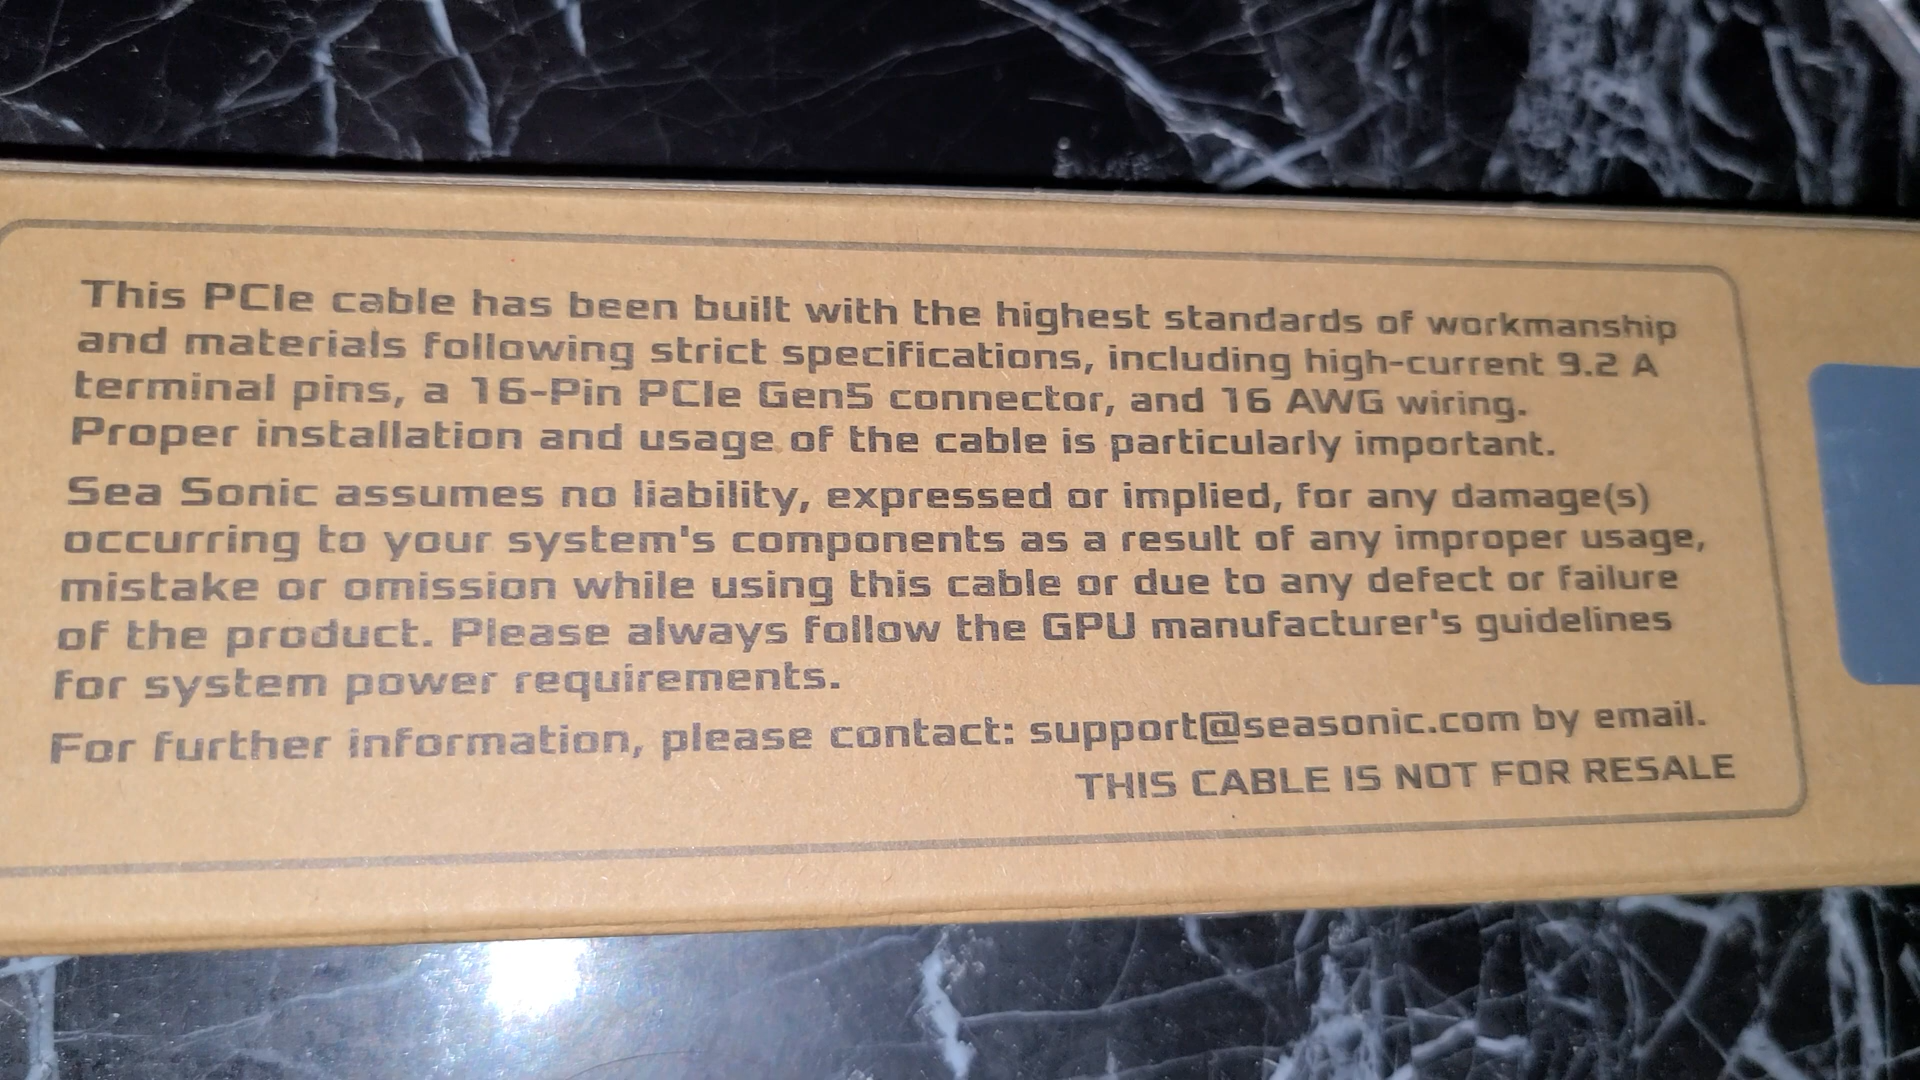 This PCIe cable has been built with the highest standards of workmanship
and materials following strict specifications, including high-current 9.2 A
terminal pins, a 16-Pin PCIe Gen5 connector, and 16 AWG wiring.
Proper installation and usage of the cable is particularly important.
Sea Sonic assumes no liability, expressed or implied, for any damage(s)
occurring to your system's components as a result of any improper usage,
mistake or omission while using this cable or due to any defect or failure
of the product. Please always follow the GPU manufacturer's guidelines
for system power requirements.
For further information, please contact: support@seasonic.com by email.
THIS CABLE IS NOT FOR RESALE